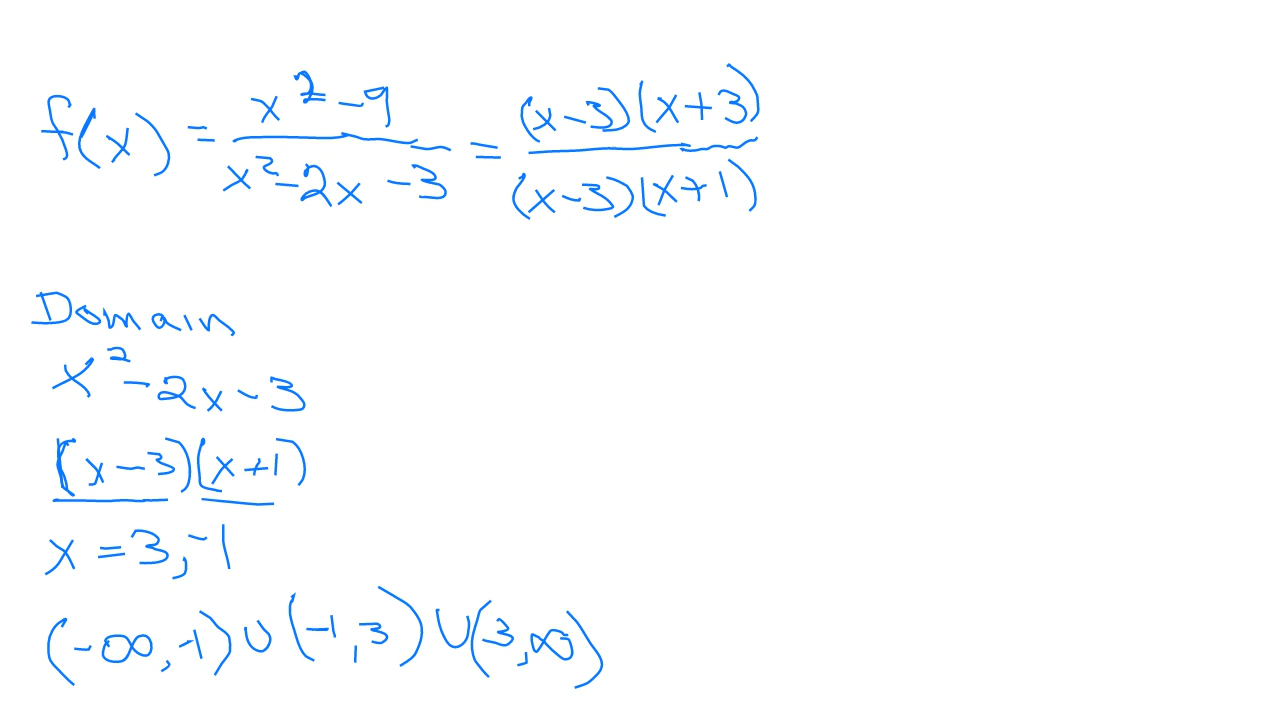 f(x) = (x² - 9)/(x² - 2x - 3) = ((x-3)(x+3))/((x-3)(x+1))
Domain
x² - 2x - 3
(x-3)(x+1)
x = 3, -1
(-∞, -1) ∪ (-1, 3) ∪ (3, ∞)